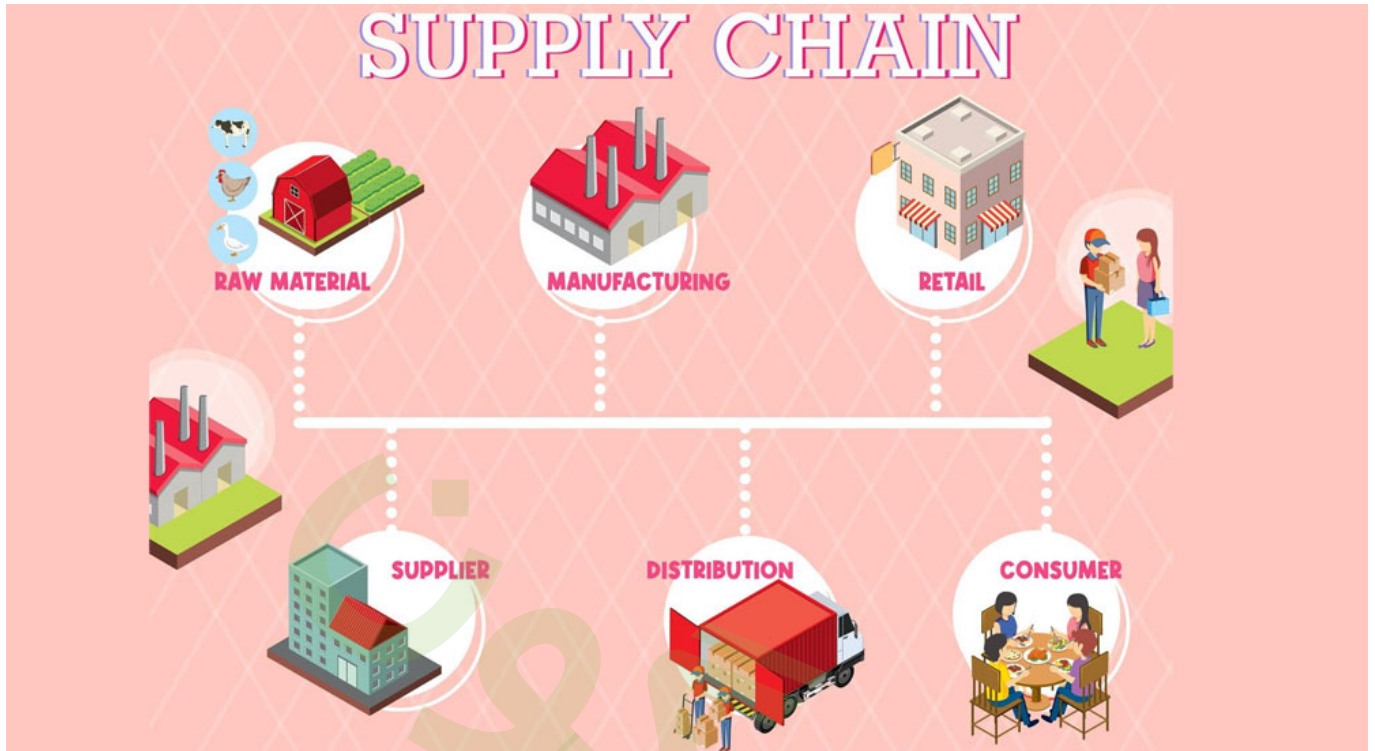 SUPPLY CHAIN
RAW MATERIAL
MANUFACTURING
RETAIL
SUPPLIER
DISTRIBUTION
CONSUMER